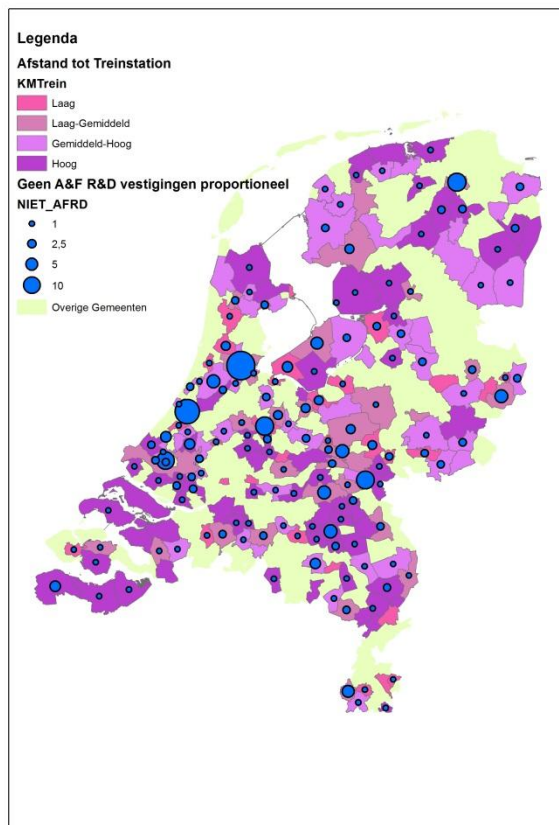 Legenda
Afstand tot Treinstation
KMTrein
Laag
Laag-Gemiddeld
Gemiddeld-Hoog
Hoog
Geen A&F R&D vestigingen proportioneel
NIET_AFRD
1
2,5
5
10
Overige Gemeenten